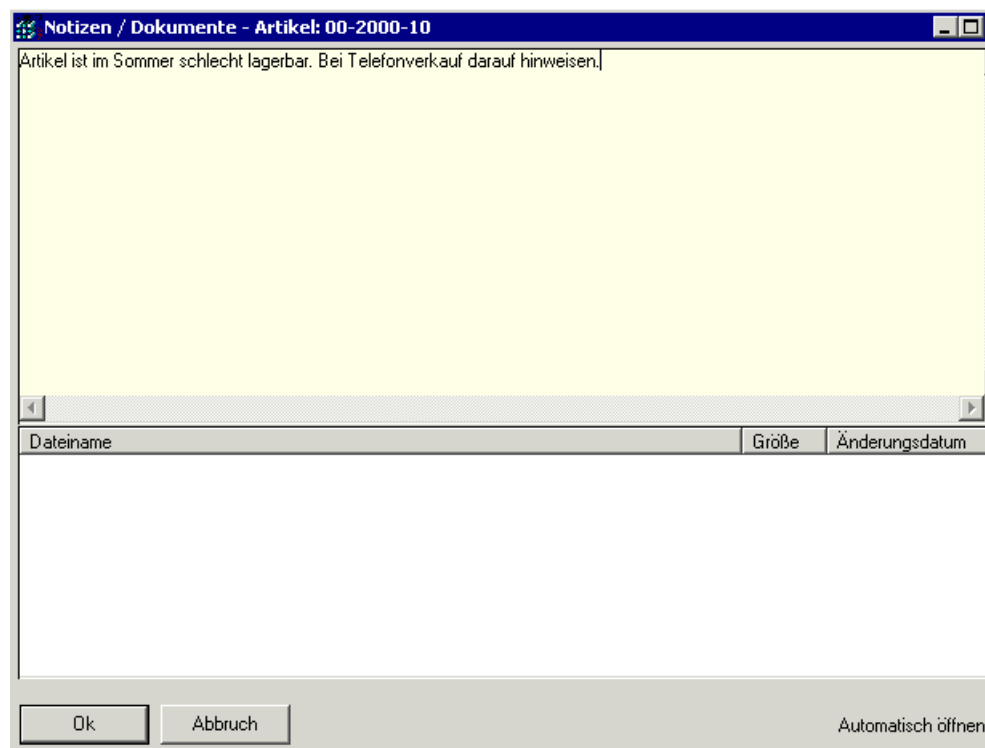 Notizen / Dokumente - Artikel: 00-2000-10
Artikel ist im Sommer schlecht lagerbar. Bei Telefonverkauf darauf hinweisen.
Dateiname Größe Änderungsdatum
Ok Abbruch Automatisch öffnen